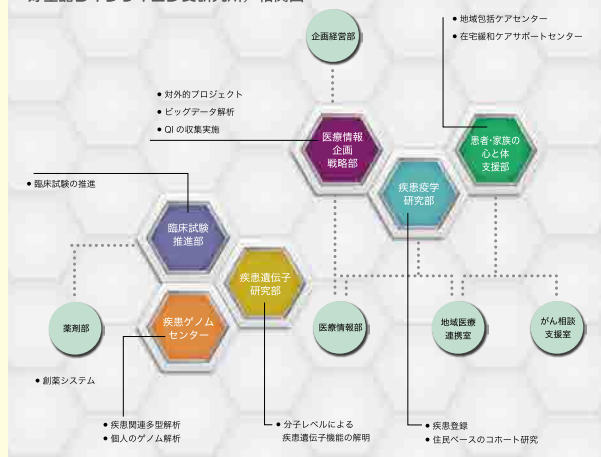 企画経営部
● 地域包括ケアセンター
● 在宅緩和ケアサポートセンター
● 対外的プロジェクト
● ビッグデータ解析
● QIの収集実施
医療情報
企画
戦略部
患者・家族の
心と体
支援部
疾患疫学
研究部
● 臨床試験の推進
臨床試験
推進部
疾患遺伝子
研究部
疾患ゲノム
センター
薬剤部
医療情報部
地域医療
連携室
がん相談
支援室
● 創薬システム
● 疾患関連多型解析
● 個人のゲノム解析
● 分子レベルによる
疾患遺伝子機能の解明
● 疾患登録
● 住民ベースのコホート研究